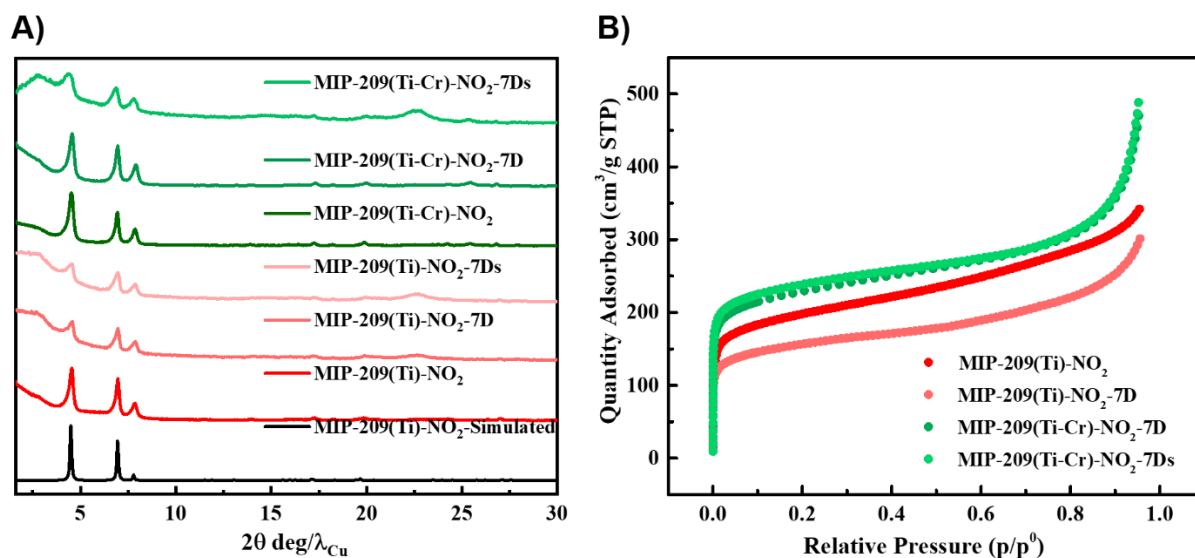 A)
MIP-209(Ti-Cr)-NO₂-7Ds
MIP-209(Ti-Cr)-NO₂-7D
MIP-209(Ti-Cr)-NO₂
MIP-209(Ti)-NO₂-7Ds
MIP-209(Ti)-NO₂-7D
MIP-209(Ti)-NO₂
MIP-209(Ti)-NO₂-Simulated
5 10 15 20 25 30
2θ deg/λCu
B)
Quantity Adsorbed (cm³/g STP)
500
400
300
200
100
0
MIP-209(Ti)-NO₂
MIP-209(Ti)-NO₂-7D
MIP-209(Ti-Cr)-NO₂-7D
MIP-209(Ti-Cr)-NO₂-7Ds
0.0 0.2 0.4 0.6 0.8 1.0
Relative Pressure (p/p⁰)